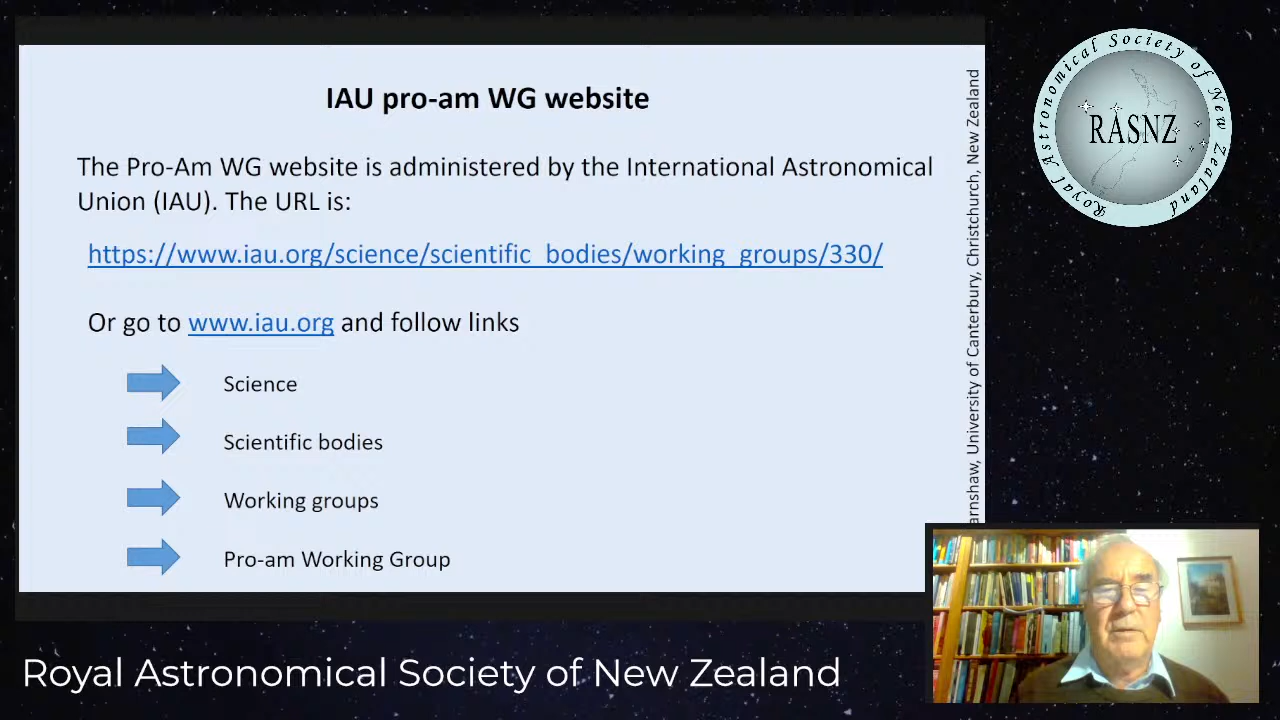 IAU pro-am WG website
The Pro-Am WG website is administered by the International Astronomical
Union (IAU). The URL is:
https://www.iau.org/science/scientific_bodies/working_groups/330/
Or go to www.iau.org and follow links
Science
Scientific bodies
Working groups
Pro-am Working Group
arnshaw, University of Canterbury, Christchurch, New Zealand
Royal Astronomical Society of New Zealand
RASNZ
Royal Astronomical Society of New Zealand